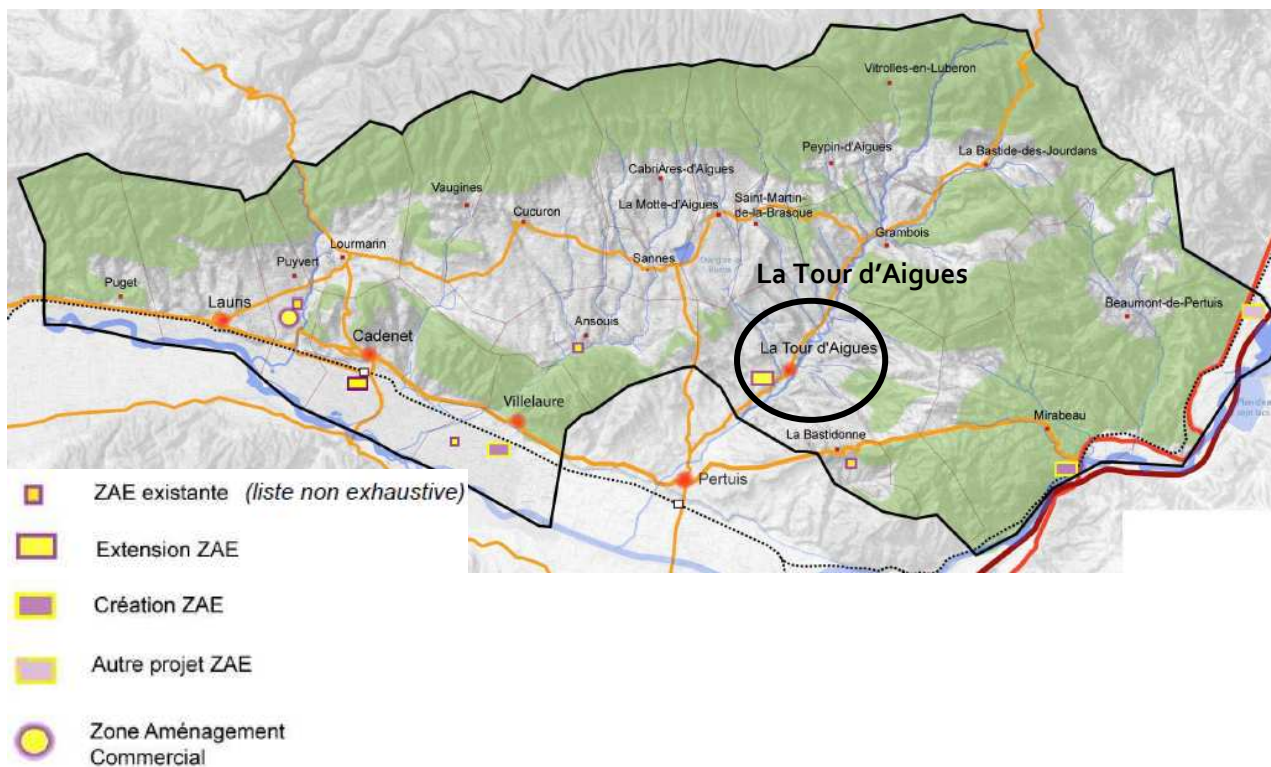 Vitrolles-en-Luberon
Peypin-d'Aigues
La Bastide-des-Jourdans
CabriAres-d'Aigues
Vaugines
La Motte-d'Aigues
Saint-Martin-
de-la-Brasque
Cucuron
Grambois
Lourmarin
Sannes
Puyvert
La Tour d'Aigues
Puget
Beaumont-de-Pertuis
Launs
Ansouis
Cadenet
La Tour d'Aigues
Villelaure
Mirabeau
La Bastidonne
Pertuis
ZAE existante (liste non exhaustive)
Extension ZAE
Création ZAE
Autre projet ZAE
Zone Aménagement
Commercial